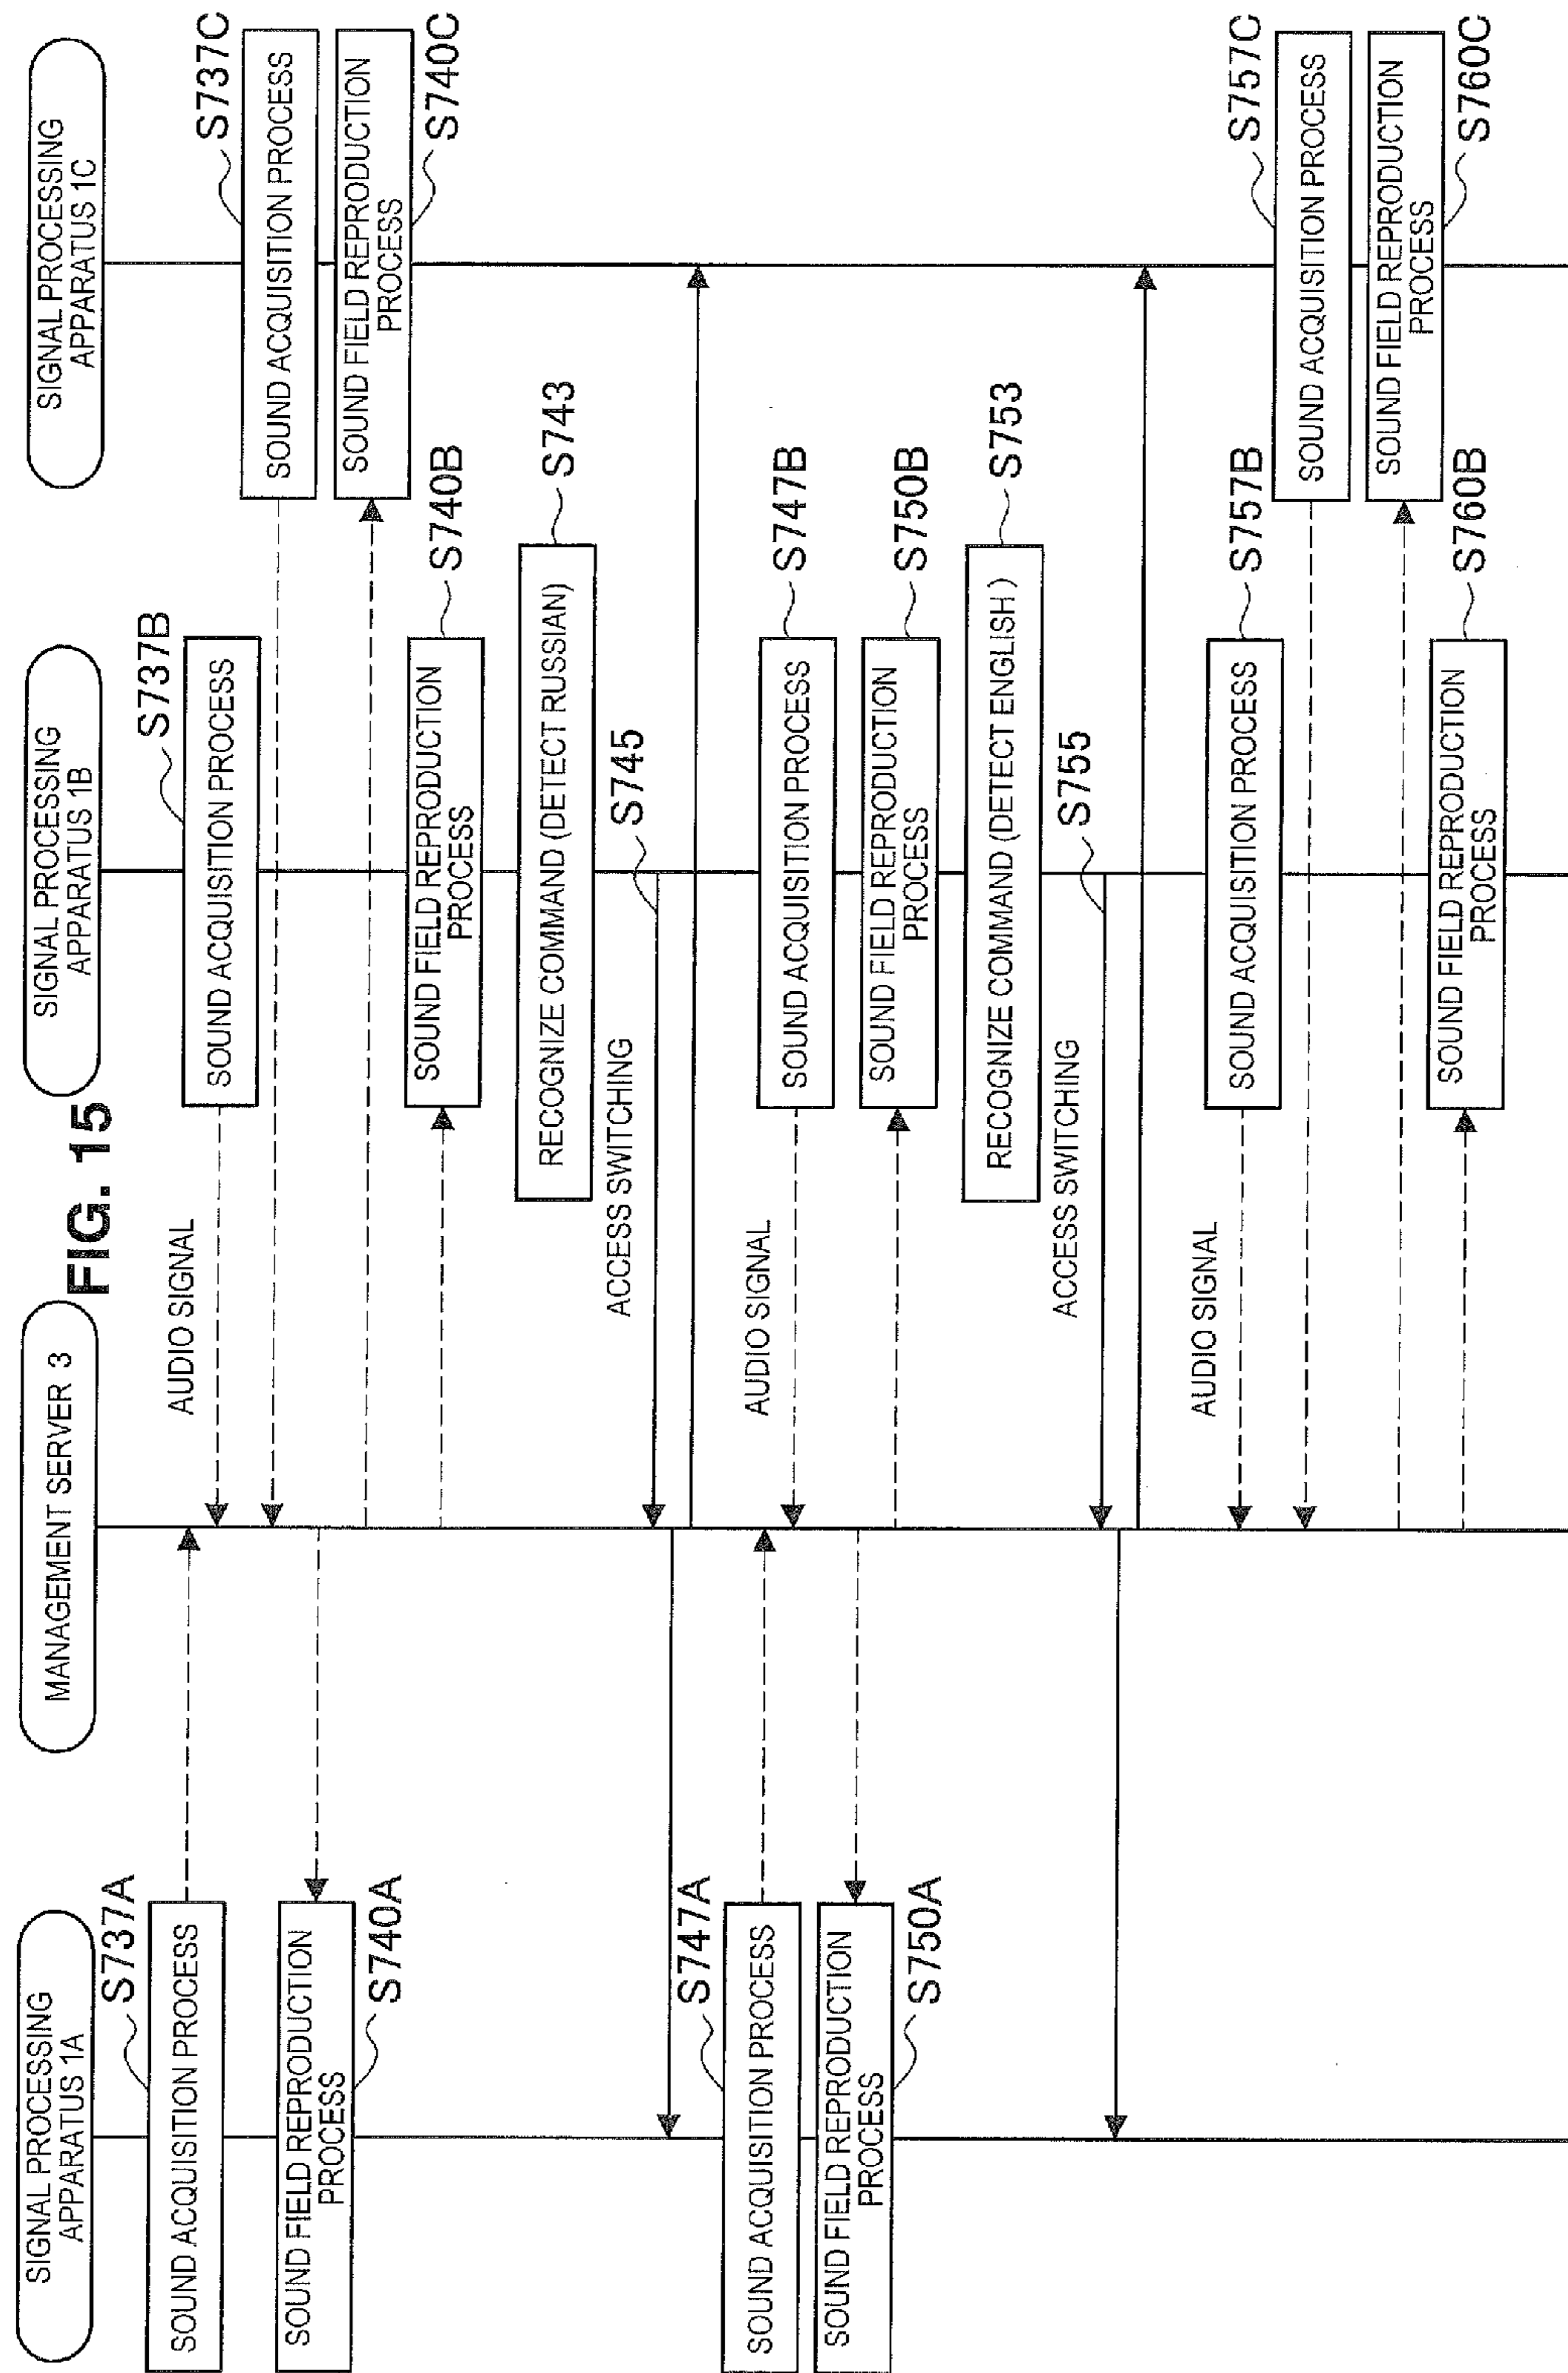 FIG. 15
SIGNAL PROCESSING
APPARATUS 1A
MANAGEMENT SERVER 3
SIGNAL PROCESSING
APPARATUS 1B
SIGNAL PROCESSING
APPARATUS 1C
S737A
SOUND ACQUISITION PROCESS
AUDIO SIGNAL
S737B
SOUND ACQUISITION PROCESS
S737C
SOUND ACQUISITION PROCESS
SOUND FIELD REPRODUCTION
PROCESS
S740A
SOUND FIELD REPRODUCTION
PROCESS
S740C
SOUND FIELD REPRODUCTION
PROCESS
S740B
RECOGNIZE COMMAND (DETECT RUSSIAN)
S743
ACCESS SWITCHING
S745
S747A
SOUND ACQUISITION PROCESS
AUDIO SIGNAL
SOUND ACQUISITION PROCESS
S747B
SOUND FIELD REPRODUCTION
PROCESS
S750A
SOUND FIELD REPRODUCTION
PROCESS
S750B
RECOGNIZE COMMAND (DETECT ENGLISH )
S753
ACCESS SWITCHING
S755
AUDIO SIGNAL
SOUND ACQUISITION PROCESS
S757B
SOUND ACQUISITION PROCESS
S757C
SOUND FIELD REPRODUCTION
PROCESS
S760C
SOUND FIELD REPRODUCTION
PROCESS
S760B